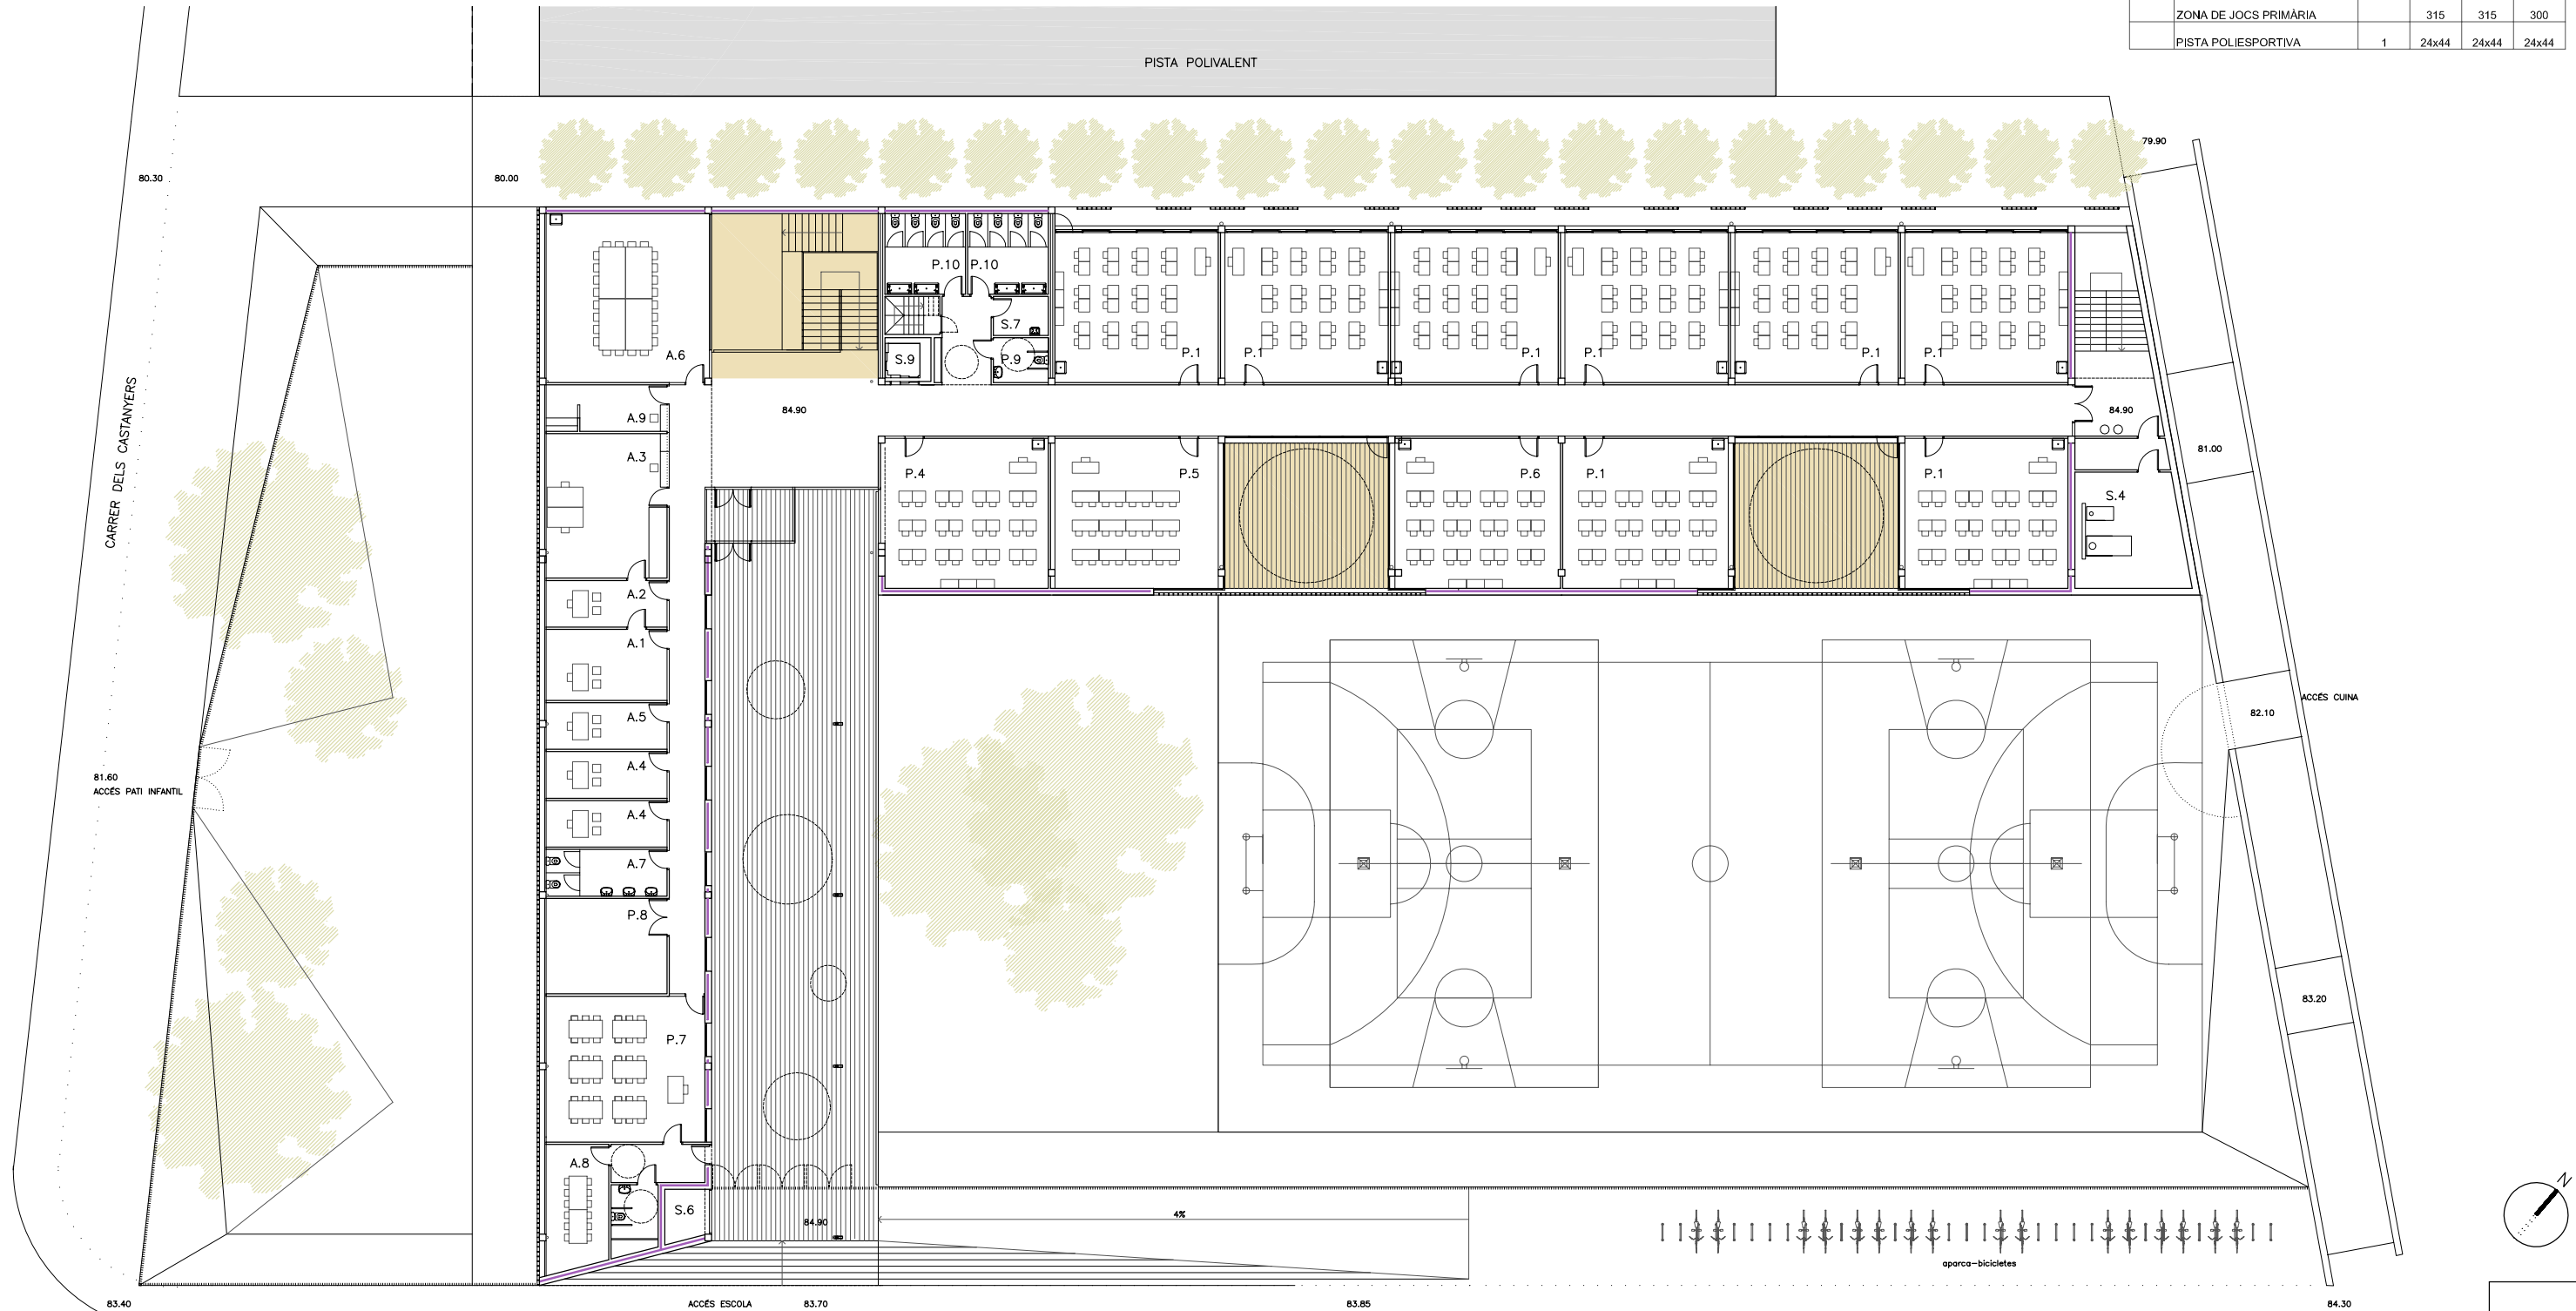 ZONA DE JOCS PRIMÀRIA 315 315 300
PISTA POLIESPORTIVA 1 24x44 24x44 24x44
PISTA POLIVALENT
79.90
80.30
80.00
P.10 P.10
S.7
A.6
S.9
P.9
P.1
P.1
P.1
P.1
P.1
P.1
CARRER DELS CASTANYERS
84.90
84.90
A.9
A.3
P.4
P.5
P.6
P.1
P.1
81.00
S.4
A.2
A.1
A.5
ACCÉS CUINA
82.10
A.4
81.60
ACCÉS PATI INFANTIL
A.4
A.7
P.8
83.20
P.7
A.8
S.6
84.90
4%
N
aparca-bicicletes
83.40
ACCÉS ESCOLA
83.70
83.85
84.30